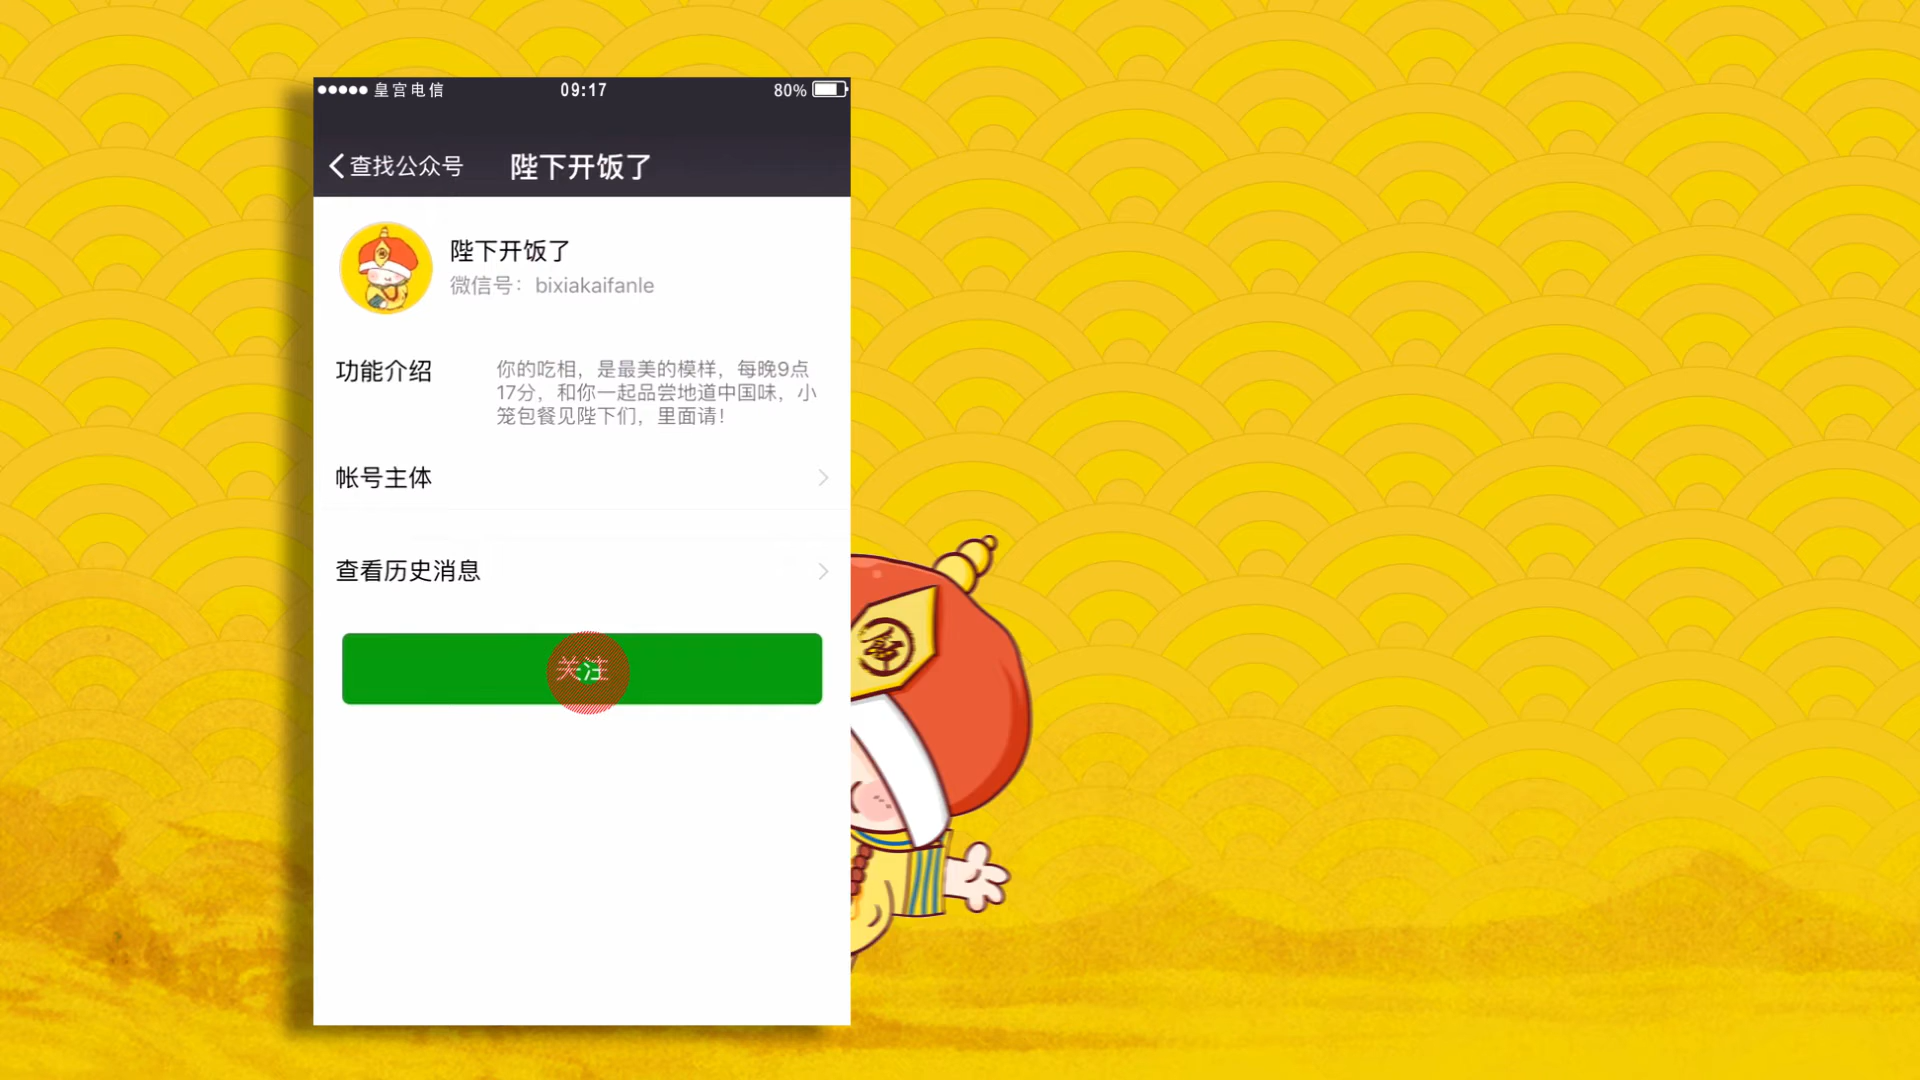 皇宫电信 09:17 80%
查找公众号 陛下开饭了
陛下开饭了
微信号：bixiakaifanle
功能介绍
你的吃相，是最美的模样，每晚9点
17分，和你一起品尝地道中国味，小
笼包餐见陛下们，里面请！
帐号主体
查看历史消息
关注